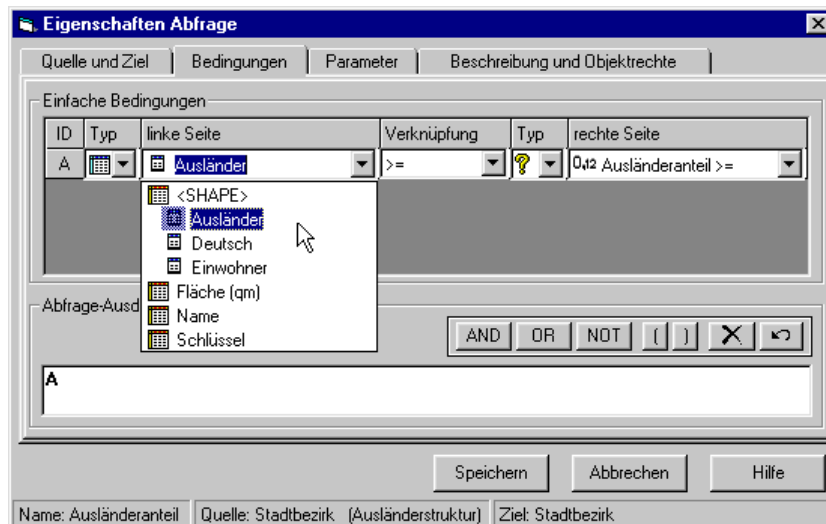 Eigenschaften Abfrage
Quelle und Ziel Bedingungen Parameter Beschreibung und Objektrechte
Einfache Bedingungen
ID Typ linke Seite Verknüpfung Typ rechte Seite
A Ausländer >= ? 0,12 Ausländeranteil >=
<SHAPE>
Ausländer
Deutsch
Einwohner
Fläche (qm)
Name
Schlüssel
Abfrage-Ausd
AND OR NOT ( )
A
Speichern Abbrechen Hilfe
Name: Ausländeranteil Quelle: Stadtbezirk (Ausländerstruktur) Ziel: Stadtbezirk